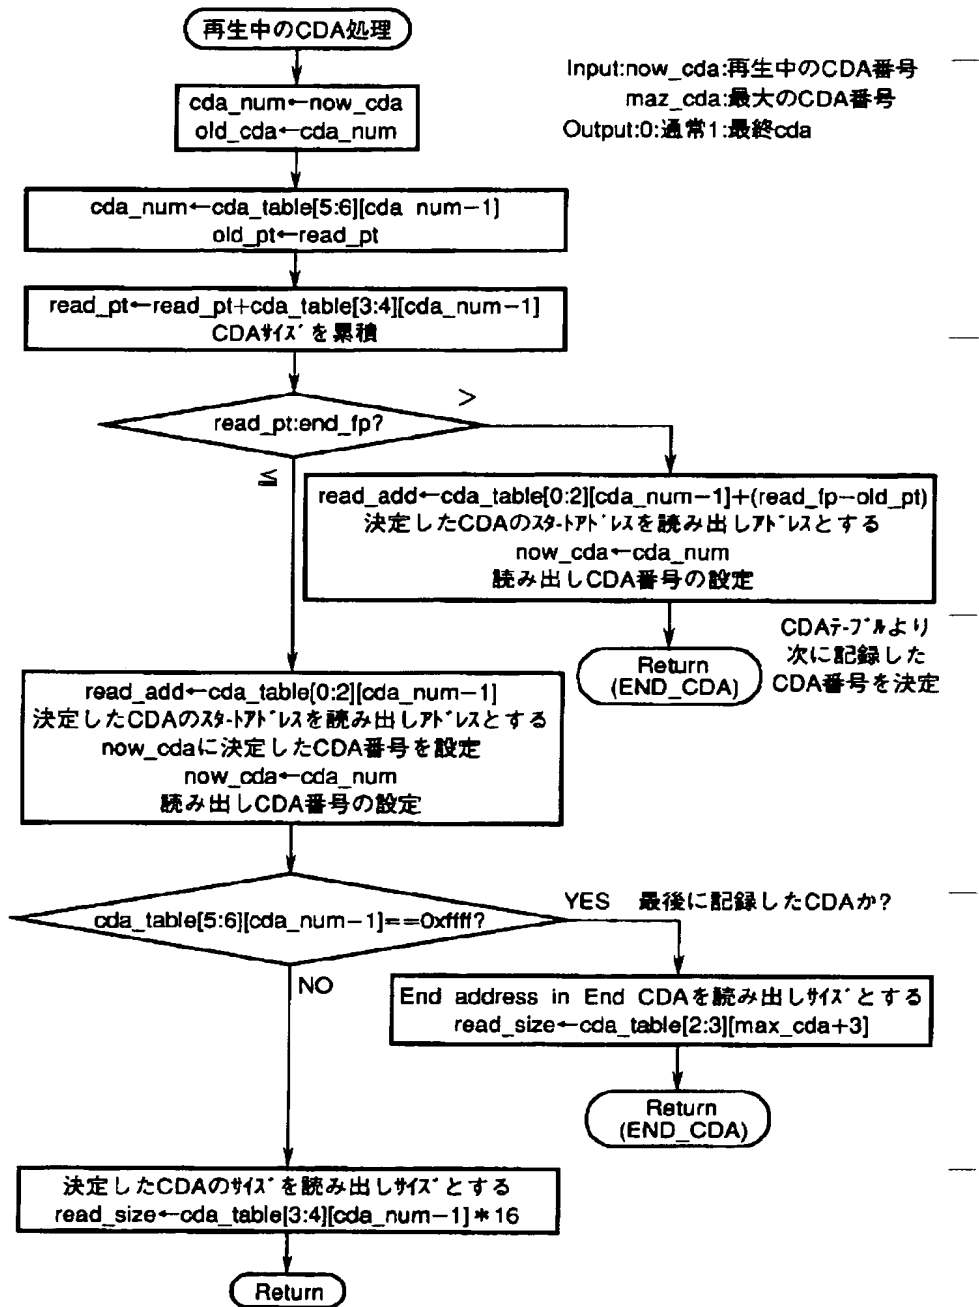 再生中のCDA処理
Input:now_cda:再生中のCDA番号
maz_cda:最大のCDA番号
Output:0:通常1:最終cda
cda_num←now_cda
old_cda←cda_num
cda_num←cda_table[5:6][cda num−1]
old_pt←read_pt
read_pt←read_pt+cda_table[3:4][cda_num−1]
CDAｻｲｽﾞを累積
read_pt:end_fp?
>
≦
read_add←cda_table[0:2][cda_num−1]+(read_fp−old_pt)
決定したCDAのｽﾀｰﾄｱﾄﾞﾚｽを読み出しｱﾄﾞﾚｽとする
now_cda←cda_num
読み出しCDA番号の設定
Return
(END_CDA)
CDAﾃｰﾌﾞﾙより
次に記録した
CDA番号を決定
read_add←cda_table[0:2][cda_num−1]
決定したCDAのｽﾀｰﾄｱﾄﾞﾚｽを読み出しｱﾄﾞﾚｽとする
now_cdaに決定したCDA番号を設定
now_cda←cda_num
読み出しCDA番号の設定
cda_table[5:6][cda_num−1]==0xffff?
YES 最後に記録したCDAか?
NO
End address in End CDAを読み出しｻｲｽﾞとする
read_size←cda_table[2:3][max_cda+3]
Return
(END_CDA)
決定したCDAのｻｲｽﾞを読み出しｻｲｽﾞとする
read_size←cda_table[3:4][cda_num−1]＊16
Return